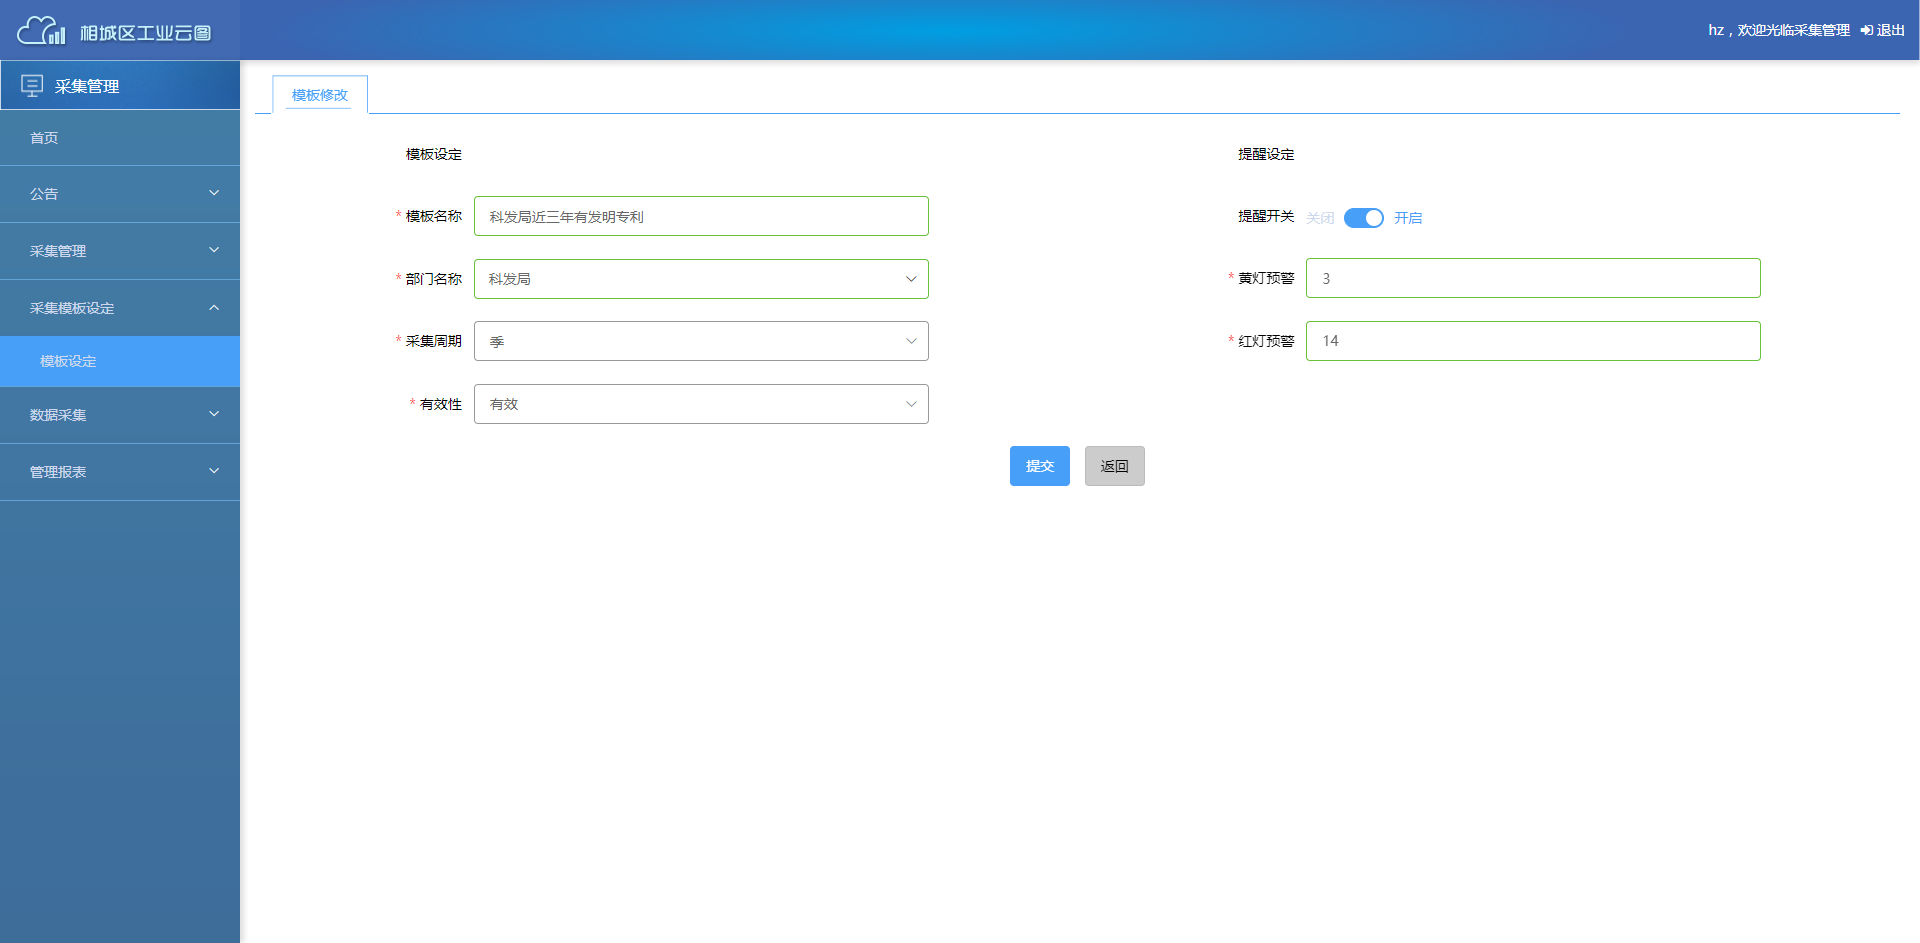 相城区工业云图
hz，欢迎光临采集管理 退出
采集管理
首页
公告
采集管理
采集模板设定
模板设定
数据采集
管理报表
模板修改
模板设定
* 模板名称 科发局近三年有发明专利
* 部门名称 科发局
* 采集周期 季
* 有效性 有效
提醒设定
提醒开关 关闭 开启
* 黄灯预警 3
* 红灯预警 14
提交 返回